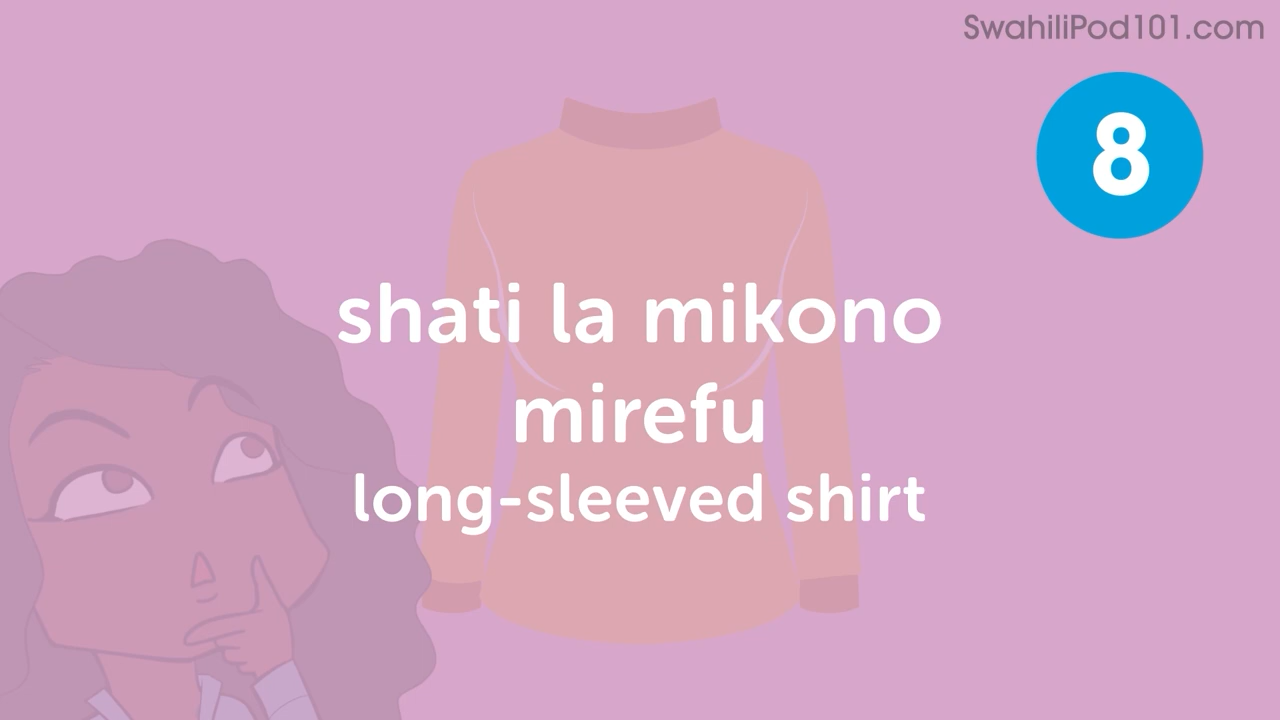 SwahiliPod101.com
8
shati la mikono
mirefu
long-sleeved shirt